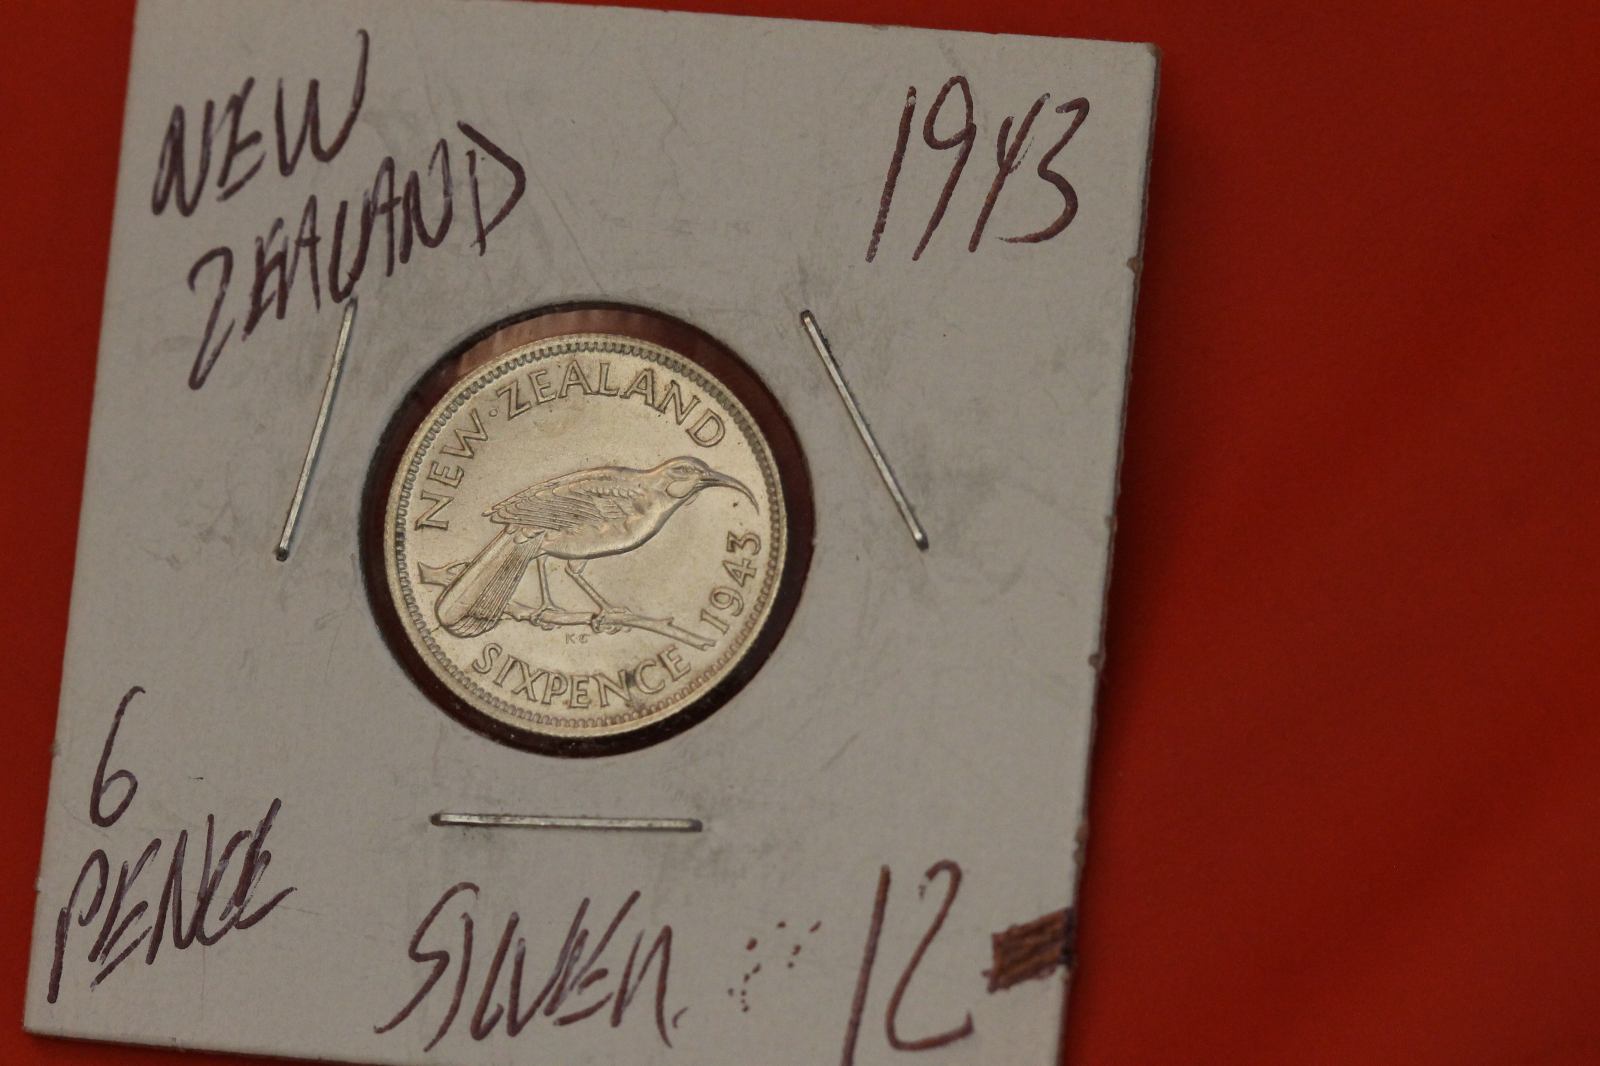 NEW
ZEALAND
1943
NEW · ZEALAND
1943
KG
SIXPENCE
6
PENCE
SILVER
12